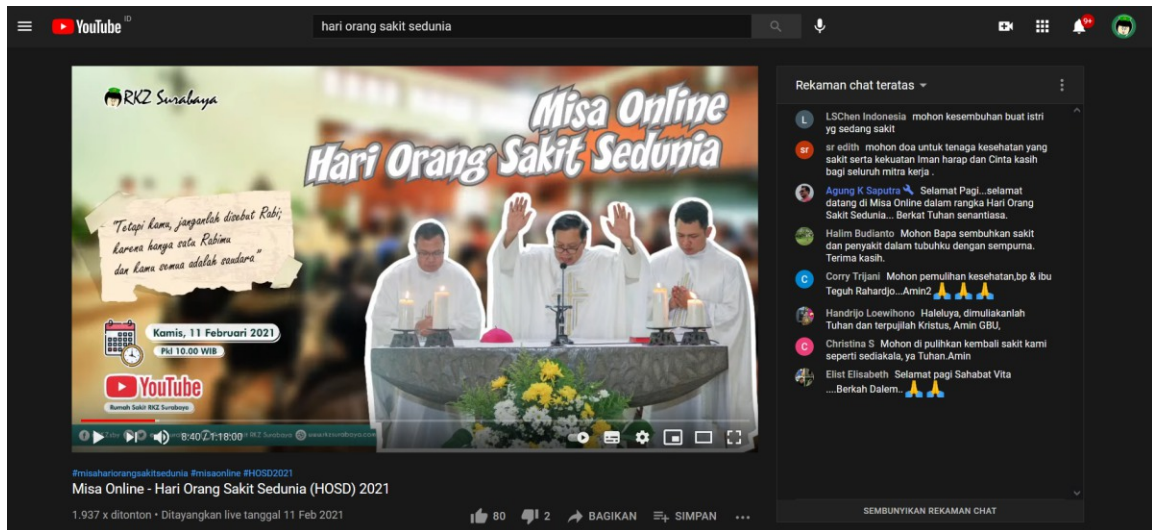 YouTube ID
hari orang sakit sedunia
9+
RKZ Surabaya
Misa Online
Hari Orang Sakit Sedunia
"Tetapi kamu, janganlah disebut Rabi;
karena hanya satu Rabimu
dan kamu semua adalah saudara"
Kamis, 11 Februari 2021
Pkl 10.00 WIB
YouTube
Rumah Sakit RKZ Surabaya
8:40 / 1:18:00
RKZ Surabaya
www.rkzsurabaya.com
#misahariorangsakitsedunia #misaonline #HOSD2021
Misa Online - Hari Orang Sakit Sedunia (HOSD) 2021
1.937 x ditonton • Ditayangkan live tanggal 11 Feb 2021
80
2
BAGIKAN
SIMPAN
Rekaman chat teratas
L
LSChen Indonesia mohon kesembuhan buat istri
yg sedang sakit
sr
sr edith mohon doa untuk tenaga kesehatan yang
sakit serta kekuatan Iman harap dan Cinta kasih
bagi seluruh mitra kerja .
Agung K Saputra Selamat Pagi...selamat
datang di Misa Online dalam rangka Hari Orang
Sakit Sedunia... Berkat Tuhan senantiasa.
Halim Budianto Mohon Bapa sembuhkan sakit
dan penyakit dalam tubuhku dengan sempurna.
Terima kasih.
C
Corry Trijani Mohon pemulihan kesehatan,bp & ibu
Teguh Rahardjo...Amin2 🙏 🙏 🙏
Handrijo Loewihono Haleluya, dimuliakanlah
Tuhan dan terpujilah Kristus, Amin GBU,
C
Christina S Mohon di pulihkan kembali sakit kami
seperti sediakala, ya Tuhan.Amin
Elist Elisabeth Selamat pagi Sahabat Vita
....Berkah Dalem.. 🙏 🙏
SEMBUNYIKAN REKAMAN CHAT